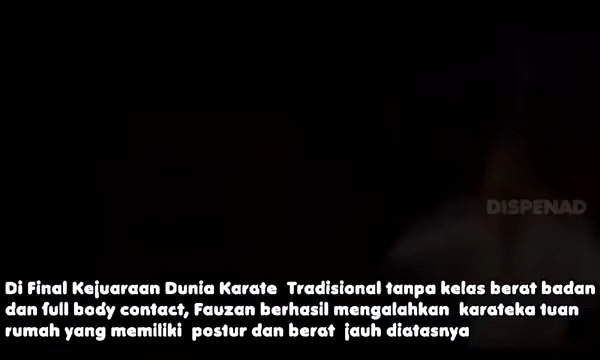 DISPENAD
Di Final Kejuaraan Dunia Karate Tradisional tanpa kelas berat badan
dan full body contact, Fauzan berhasil mengalahkan karateka tuan
rumah yang memiliki postur dan berat jauh diatasnya